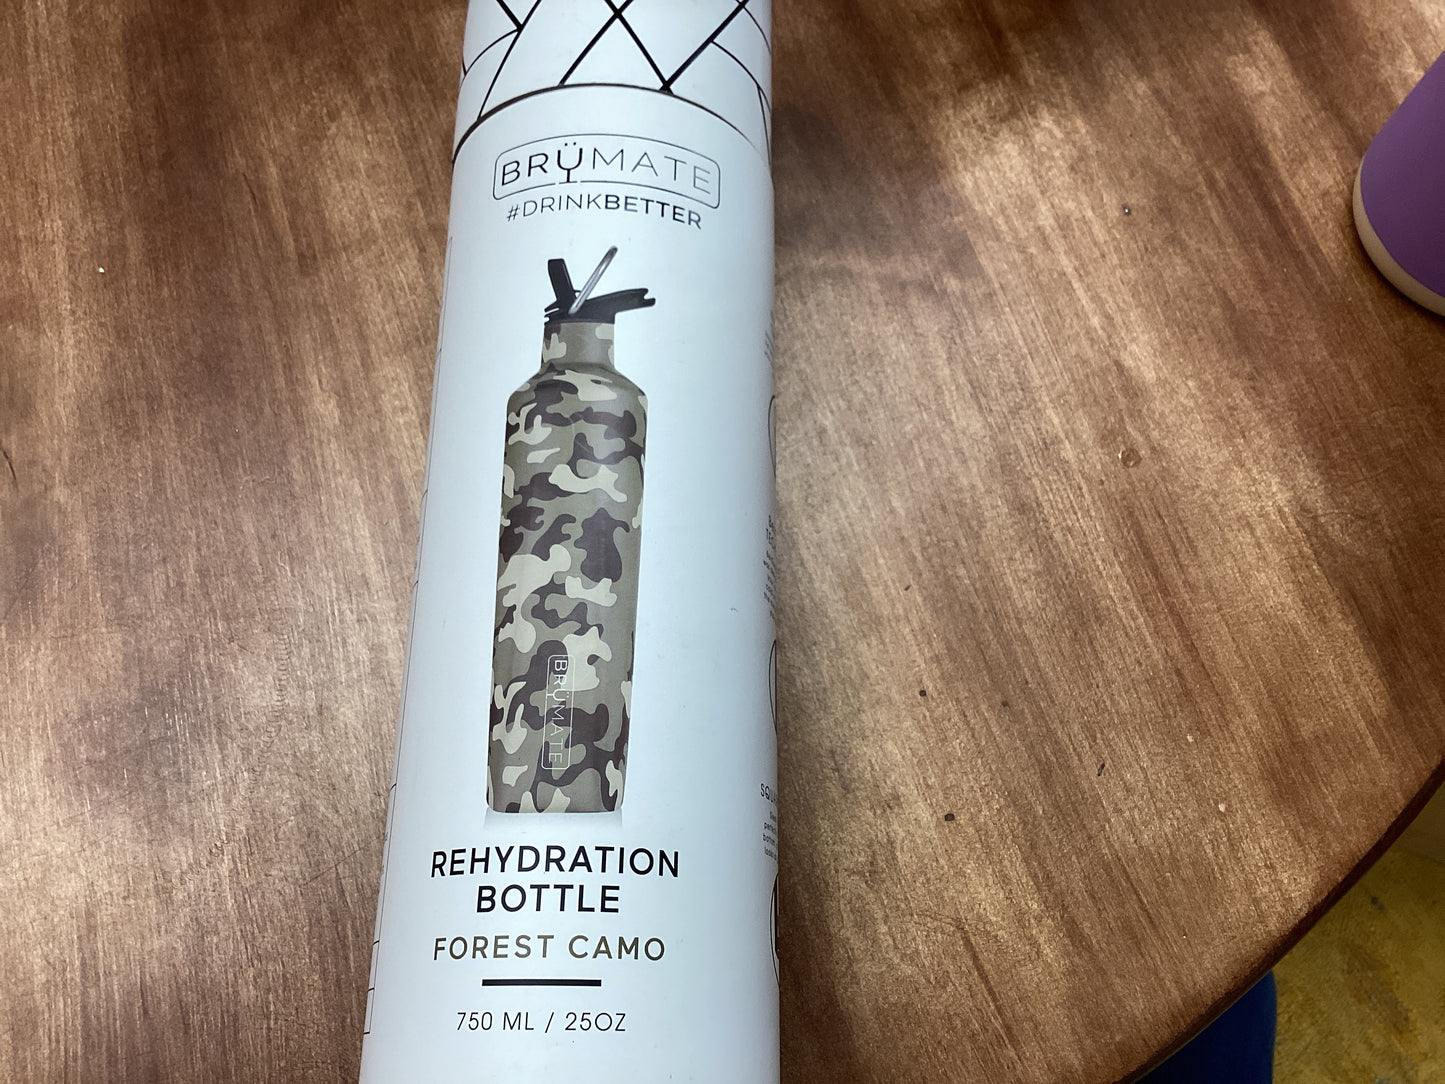 BRÜMATE
#DRINKBETTER
BRÜMATE
REHYDRATION
BOTTLE
FOREST CAMO
750 ML / 25OZ